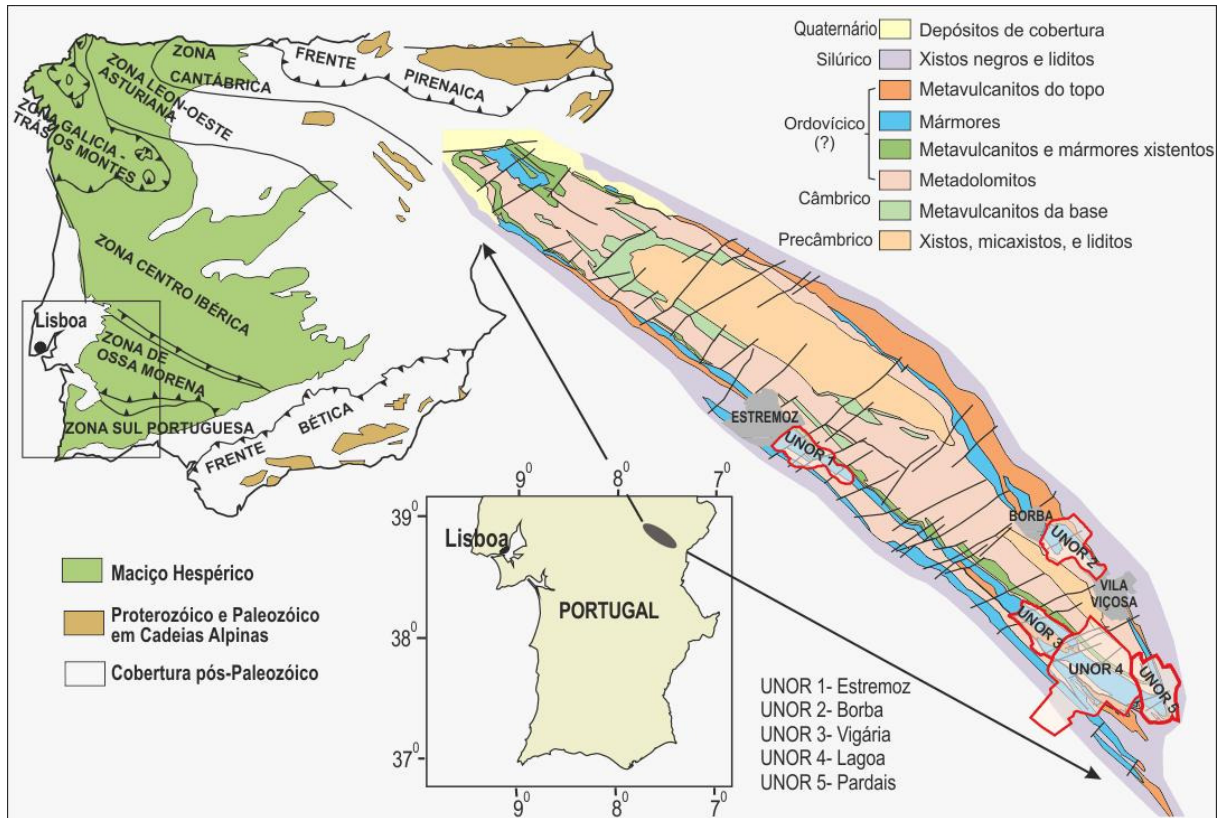 ZONA
CANTÁBRICA
ZONA LEON-OESTE
ASTURIANA
ZONA GALICIA -
TRÁS OS MONTES
FRENTE
PIRENAICA
ZONA CENTRO IBÉRICA
Lisboa
ZONA DE
OSSA MORENA
ZONA SUL PORTUGUESA
FRENTE
BÉTICA
Maciço Hespérico
Proterozóico e Paleozóico
em Cadeias Alpinas
Cobertura pós-Paleozóico
Quaternário Depósitos de cobertura
Silúrico Xistos negros e liditos
Metavulcanitos do topo
Ordovícico
(?)
Mármores
Metavulcanitos e mármores xistentos
Metadolomitos
Câmbrico
Metavulcanitos da base
Precâmbrico Xistos, micaxistos, e liditos
ESTREMOZ
UNOR 1
BORBA
UNOR 2
VILA
VIÇOSA
UNOR 3
UNOR 4
UNOR 5
9⁰ 8⁰ 7⁰
39⁰
Lisboa
PORTUGAL
38⁰
37⁰
9⁰ 8⁰ 7⁰
UNOR 1- Estremoz
UNOR 2- Borba
UNOR 3- Vigária
UNOR 4- Lagoa
UNOR 5- Pardais